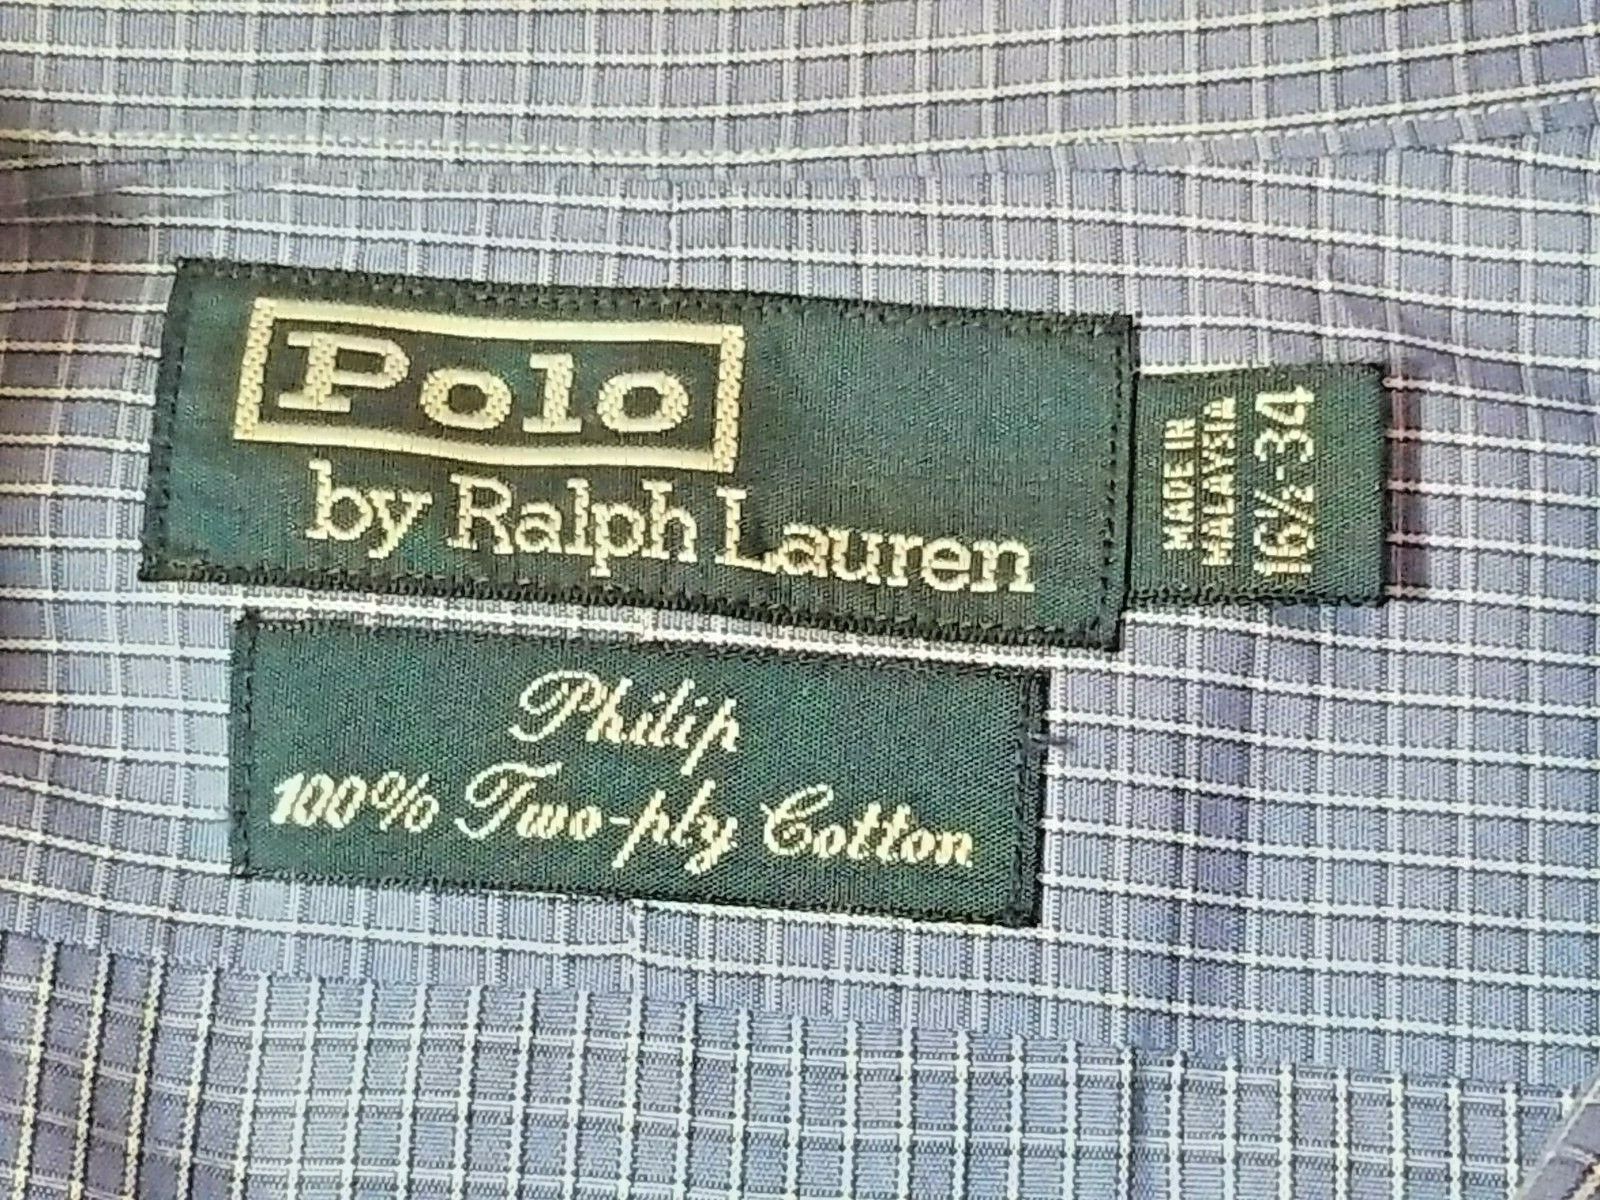 Polo
by Ralph Lauren
MADE IN
MALAYSIA
16½-34
Philip
100% Two-ply Cotton